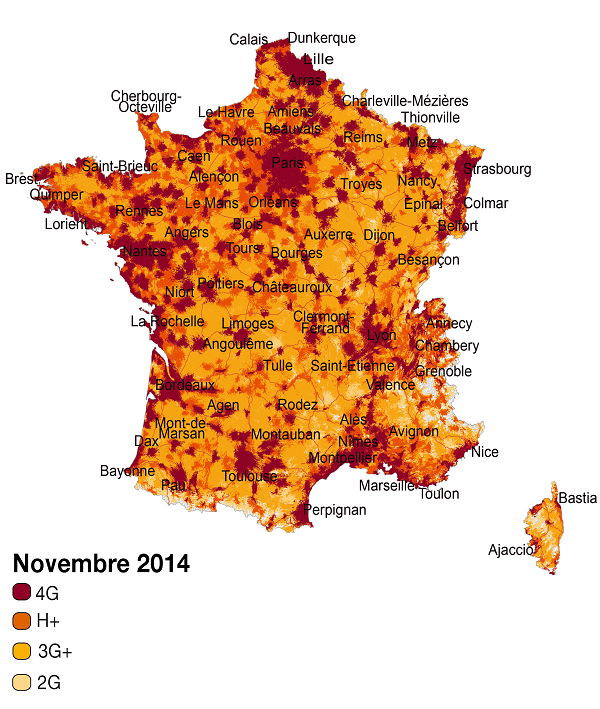 Calais
Dunkerque
Lille
Arras
Cherbourg-
Octeville
Le Havre
Amiens
Charleville-Mézières
Thionville
Beauvais
Rouen
Reims
Metz
Caen
Paris
Saint-Brieuc
Strasbourg
Brest
Alençon
Troyes
Nancy
Quimper
Le Mans
Orléans
Epinal
Colmar
Rennes
Lorient
Blois
Belfort
Angers
Auxerre
Dijon
Nantes
Tours
Bourges
Besançon
Niort
Poitiers
Châteauroux
La Rochelle
Limoges
Clermont-
Ferrand
Annecy
Lyon
Angoulême
Chambery
Tulle
Saint-Etienne
Grenoble
Bordeaux
Valence
Agen
Rodez
Mont-de-
Marsan
Alès
Avignon
Dax
Montauban
Nîmes
Nice
Montpellier
Bayonne
Pau
Toulouse
Marseille
Toulon
Bastia
Perpignan
Ajaccio
Novembre 2014
4G
H+
3G+
2G